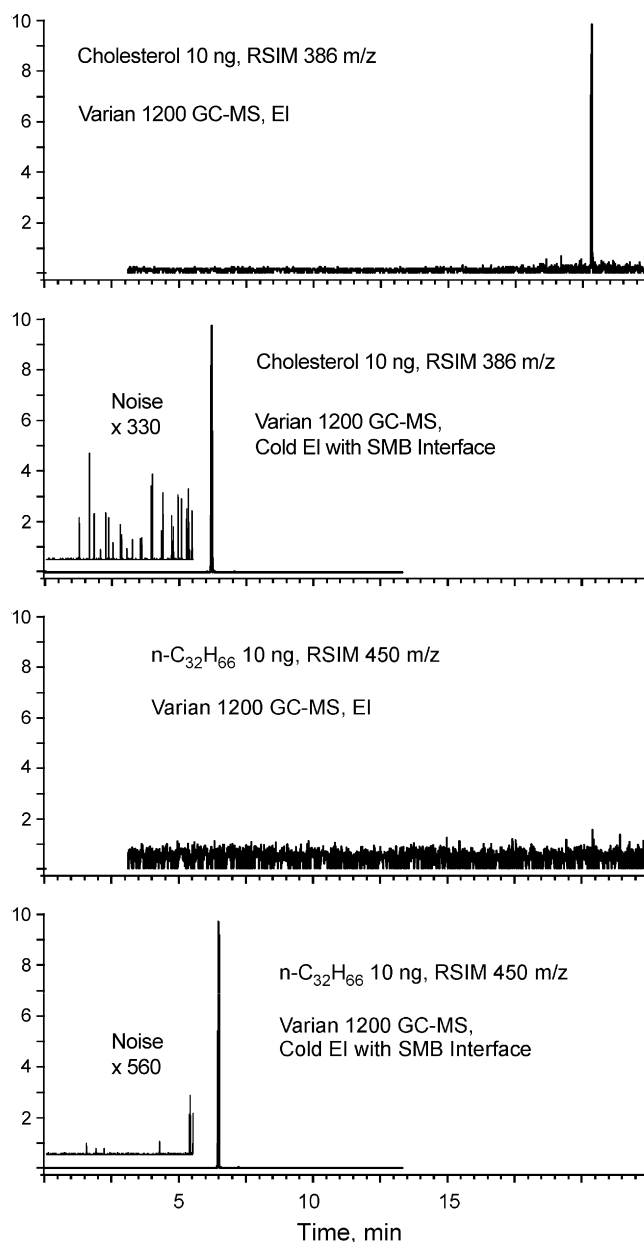 10
Cholesterol 10 ng, RSIM 386 m/z
8
Varian 1200 GC-MS, EI
6
4
2
10
Cholesterol 10 ng, RSIM 386 m/z
8
Noise
x 330
Varian 1200 GC-MS,
Cold EI with SMB Interface
6
4
2
10
n-C₃₂H₆₆ 10 ng, RSIM 450 m/z
8
Varian 1200 GC-MS, EI
6
4
2
10
n-C₃₂H₆₆ 10 ng, RSIM 450 m/z
8
Varian 1200 GC-MS,
Cold EI with SMB Interface
6
Noise
x 560
4
2
5 10 15
Time, min